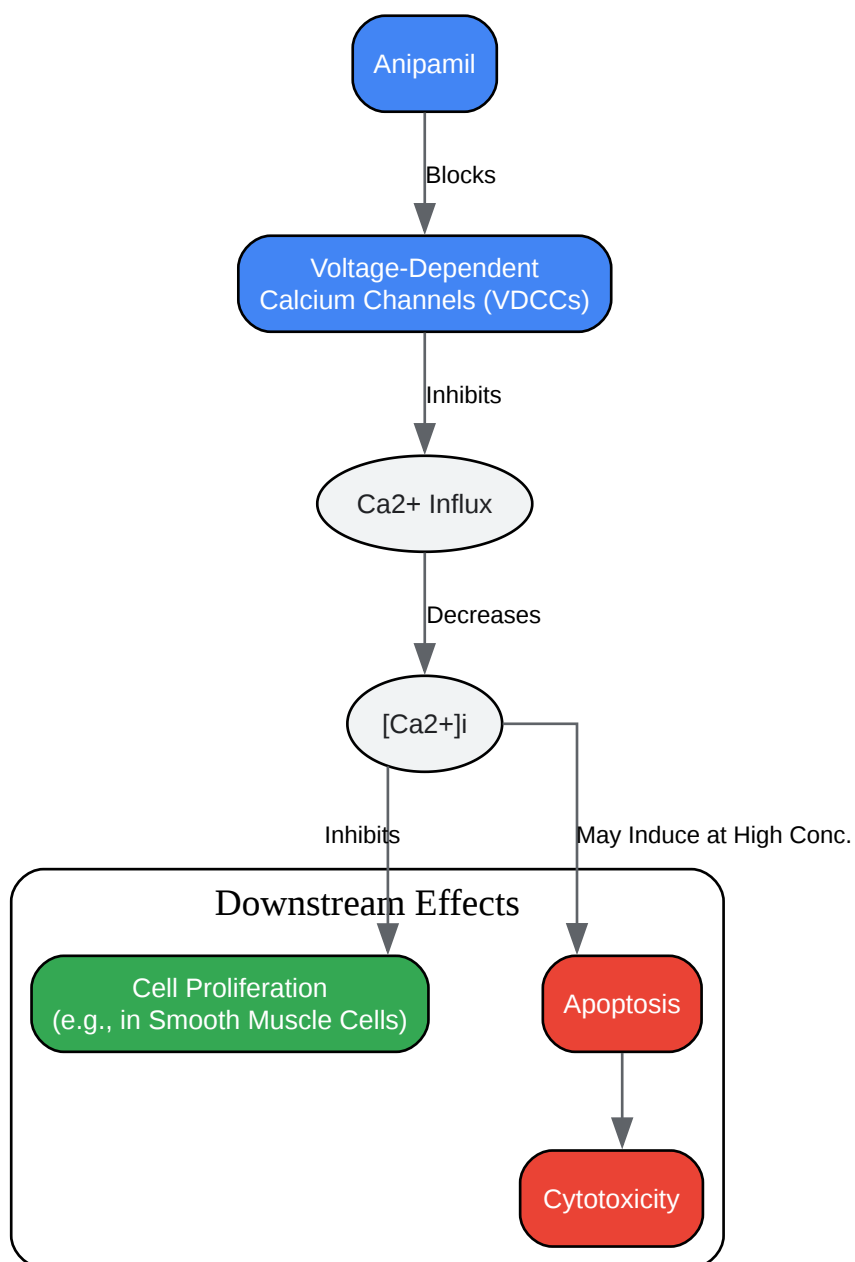 Anipamil
Blocks
Voltage-Dependent
Calcium Channels (VDCCs)
Inhibits
Ca2+ Influx
Decreases
[Ca2+]i
Inhibits
May Induce at High Conc.
Downstream Effects
Cell Proliferation
(e.g., in Smooth Muscle Cells)
Apoptosis
Cytotoxicity